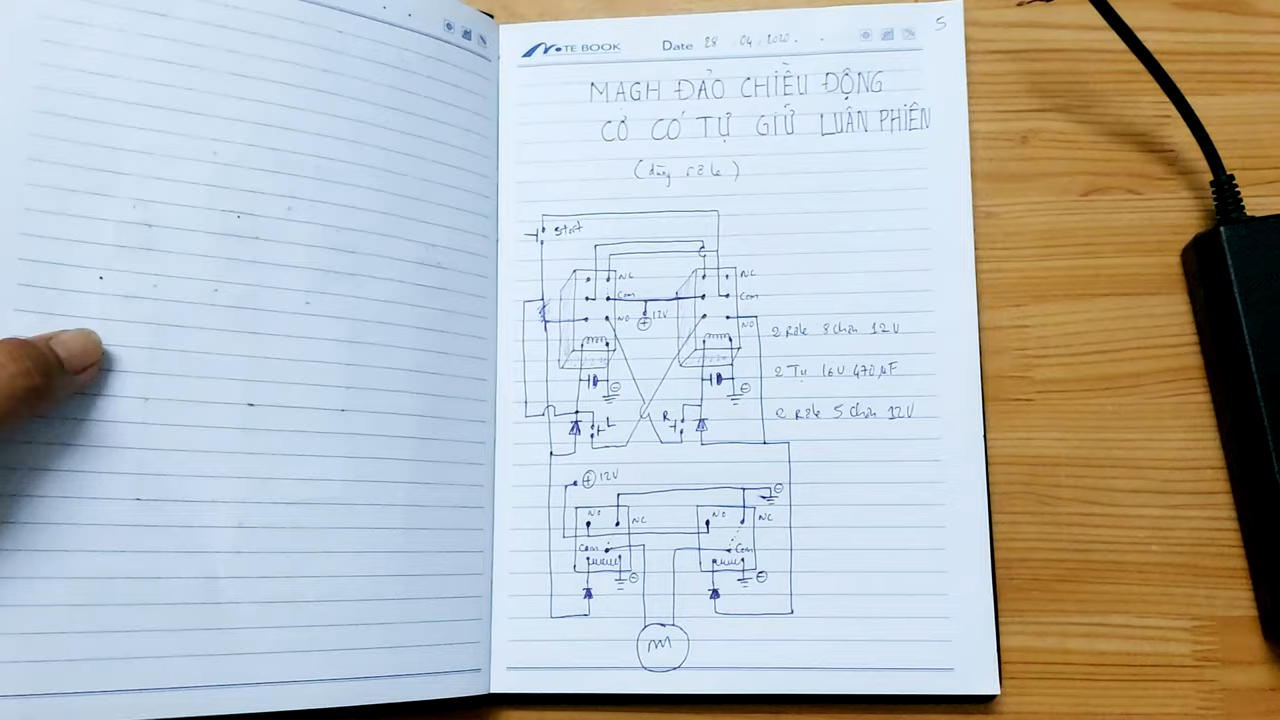 5
NOTE BOOK Date 28 04 2020
MAGH ĐẢO CHIỀU ĐỘNG
CƠ CÓ TỰ GIỮ LUÂN PHIÊN
(dùng rơle)
Start
NC NC
Com Com
NO 12V NO
2 Rơle 8 chân 12V
2 Tụ 16V 470µF
2 Rơle 5 chân 12V
L R
12V
NO NC NO NC
Com Com
M